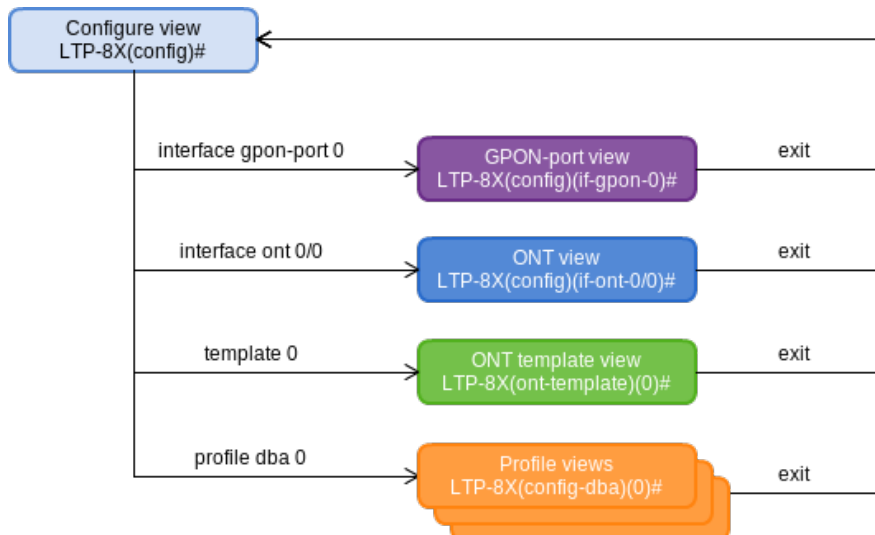 Configure view
LTP-8X(config)#
interface gpon-port 0
GPON-port view
LTP-8X(config)(if-gpon-0)#
exit
interface ont 0/0
ONT view
LTP-8X(config)(if-ont-0/0)#
exit
template 0
ONT template view
LTP-8X(ont-template)(0)#
exit
profile dba 0
Profile views
LTP-8X(config-dba)(0)#
exit